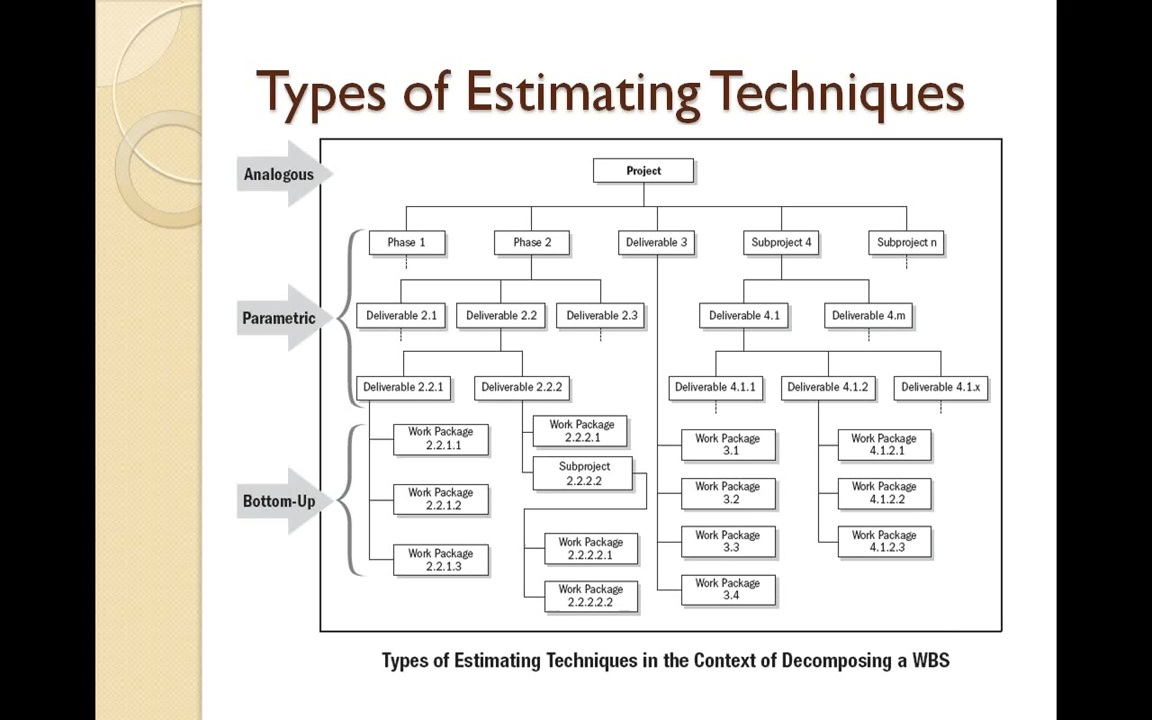 Types of Estimating Techniques
Analogous
Project
Phase 1
Phase 2
Deliverable 3
Subproject 4
Subproject n
Parametric
Deliverable 2.1
Deliverable 2.2
Deliverable 2.3
Deliverable 4.1
Deliverable 4.m
Deliverable 2.2.1
Deliverable 2.2.2
Deliverable 4.1.1
Deliverable 4.1.2
Deliverable 4.1.x
Bottom-Up
Work Package
2.2.1.1
Work Package
2.2.1.2
Work Package
2.2.1.3
Work Package
2.2.2.1
Subproject
2.2.2.2
Work Package
2.2.2.2.1
Work Package
2.2.2.2.2
Work Package
3.1
Work Package
3.2
Work Package
3.3
Work Package
3.4
Work Package
4.1.2.1
Work Package
4.1.2.2
Work Package
4.1.2.3
Types of Estimating Techniques in the Context of Decomposing a WBS